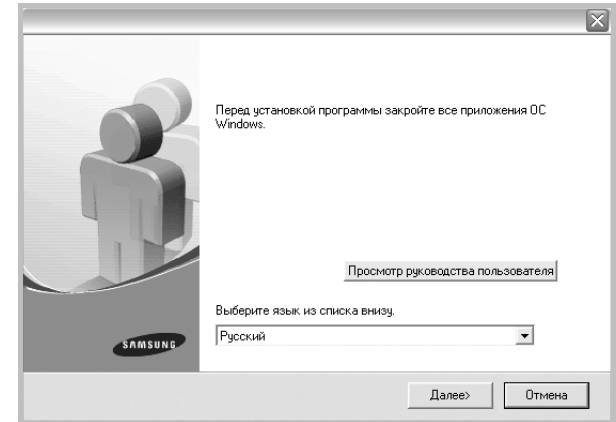 Перед установкой программы закройте все приложения ОС
Windows.
Просмотр руководства пользователя
Выберите язык из списка внизу.
Русский
SAMSUNG
Далее>
Отмена